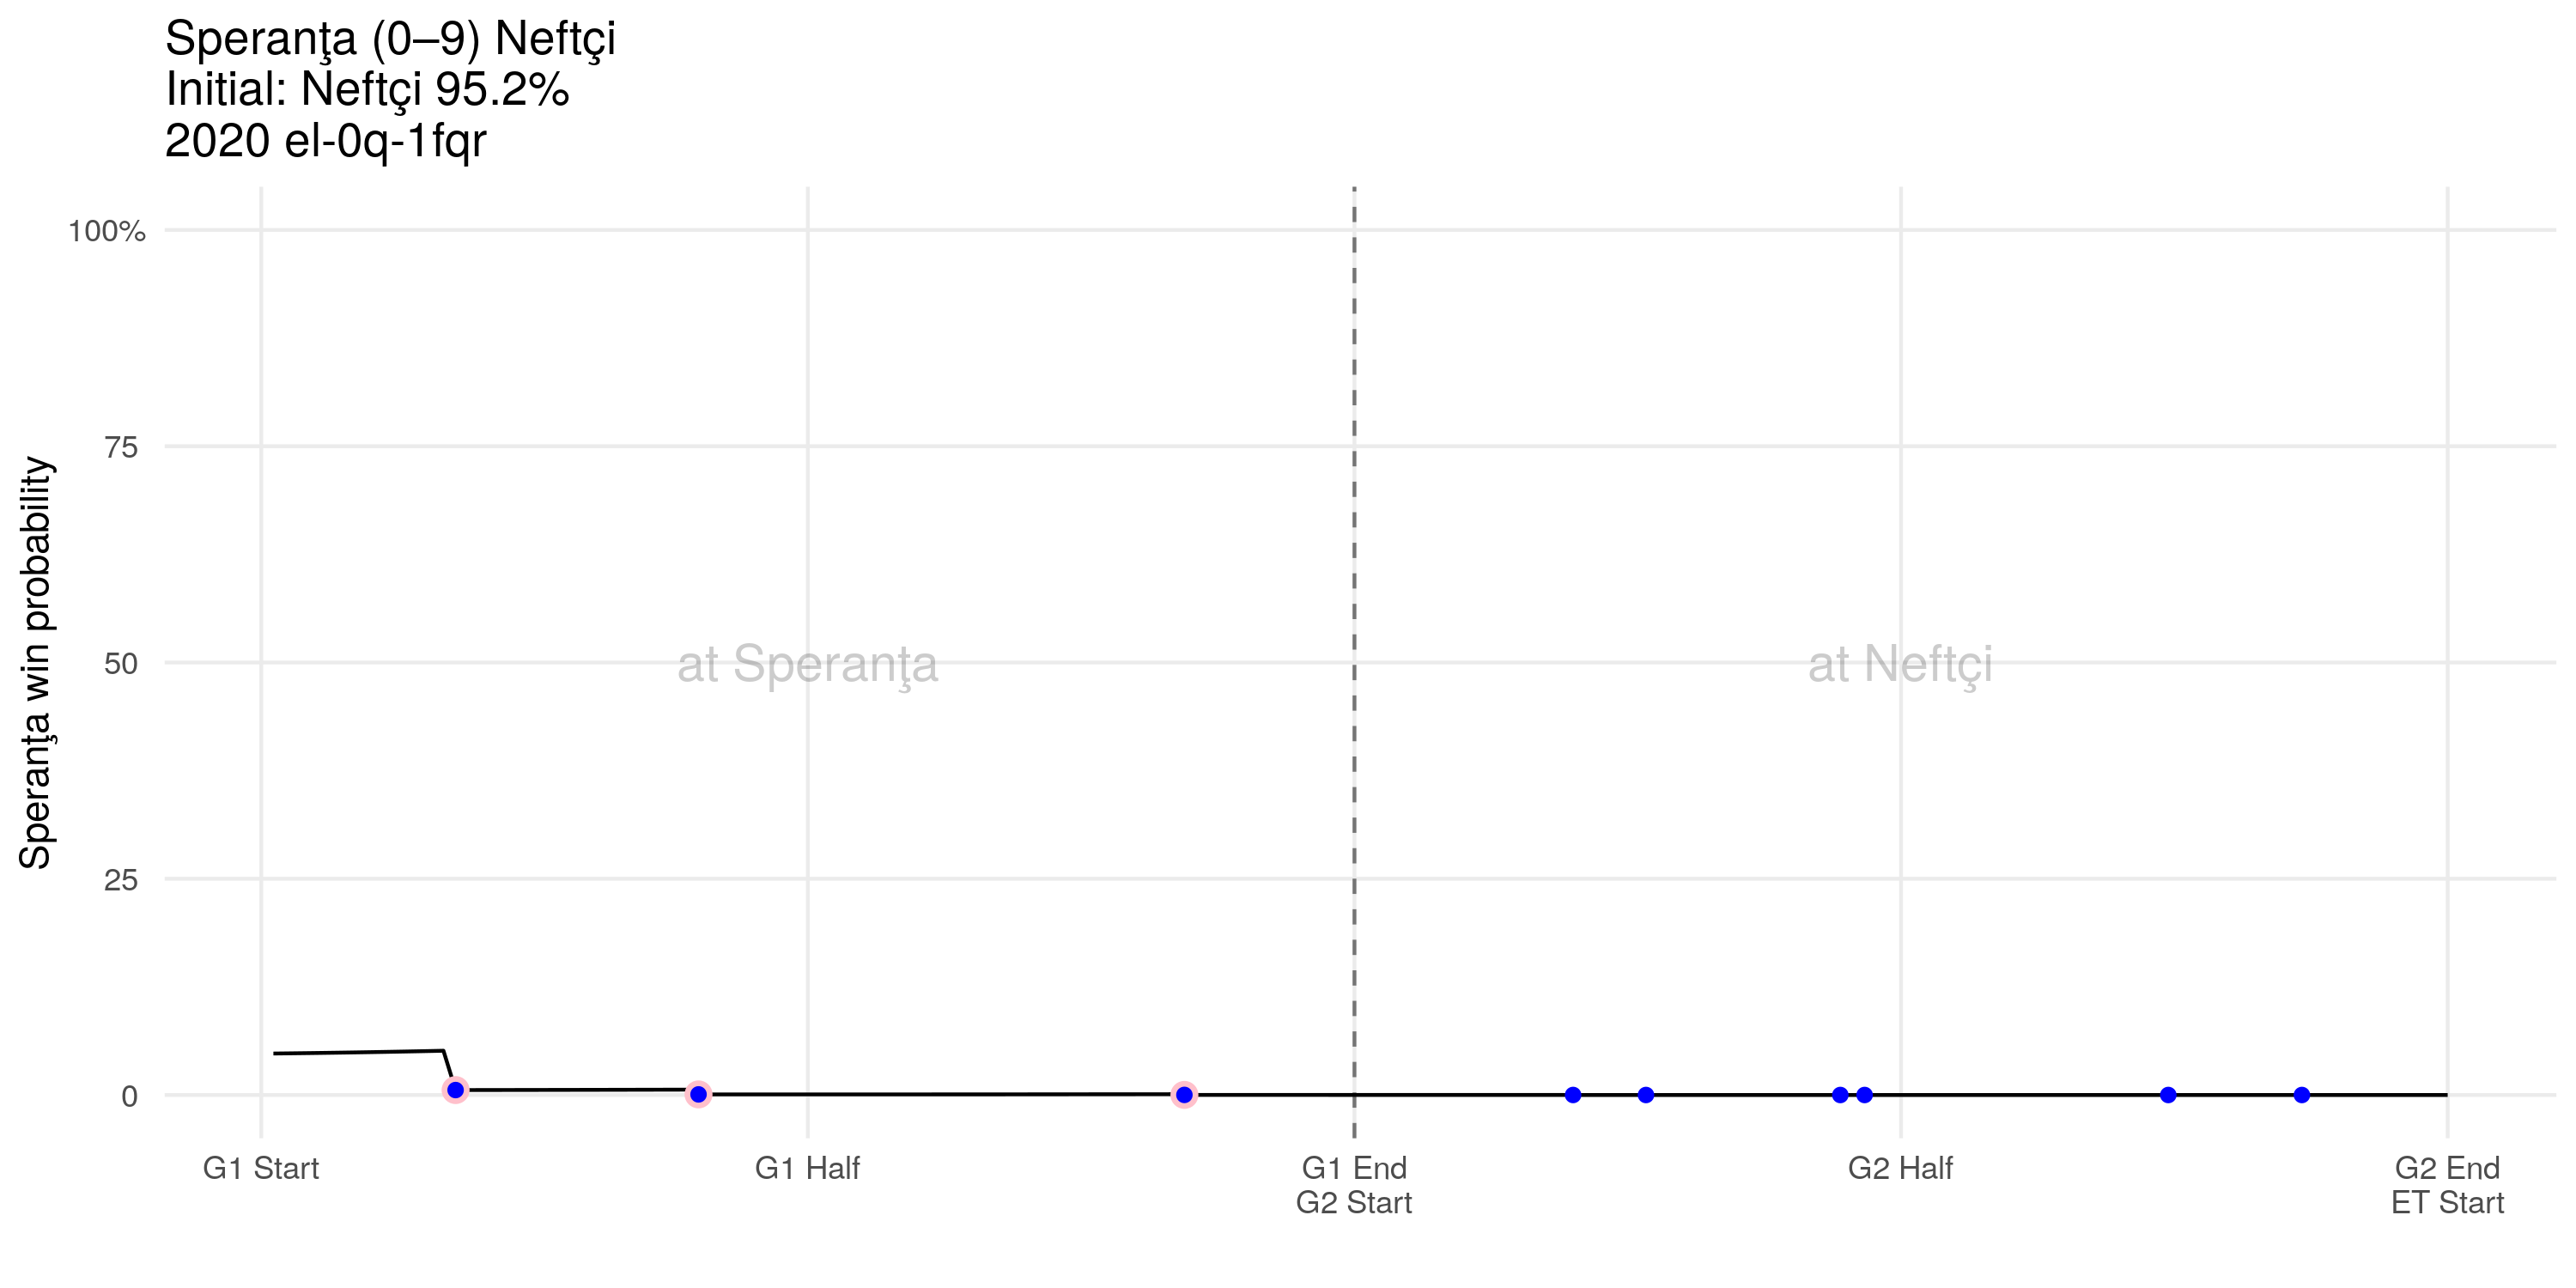 Speranţa (0–9) Neftçi
Initial: Neftçi 95.2%
2020 el-0q-1fqr
Speranţa win probability
100%
75
50
25
0
at Speranţa
at Neftçi
G1 Start
G1 Half
G1 End
G2 Start
G2 Half
G2 End
ET Start